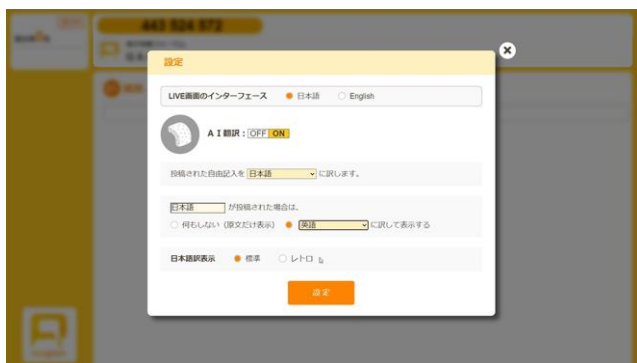 443 524 572
設定
LIVE画面のインターフェース 日本語 English
AI翻訳：OFF ON
投稿された自由記入を 日本語 に訳します。
日本語 が投稿された場合は、
何もしない（原文だけ表示） 英語 に訳して表示する
日本語訳表示 標準 レトロ
設定